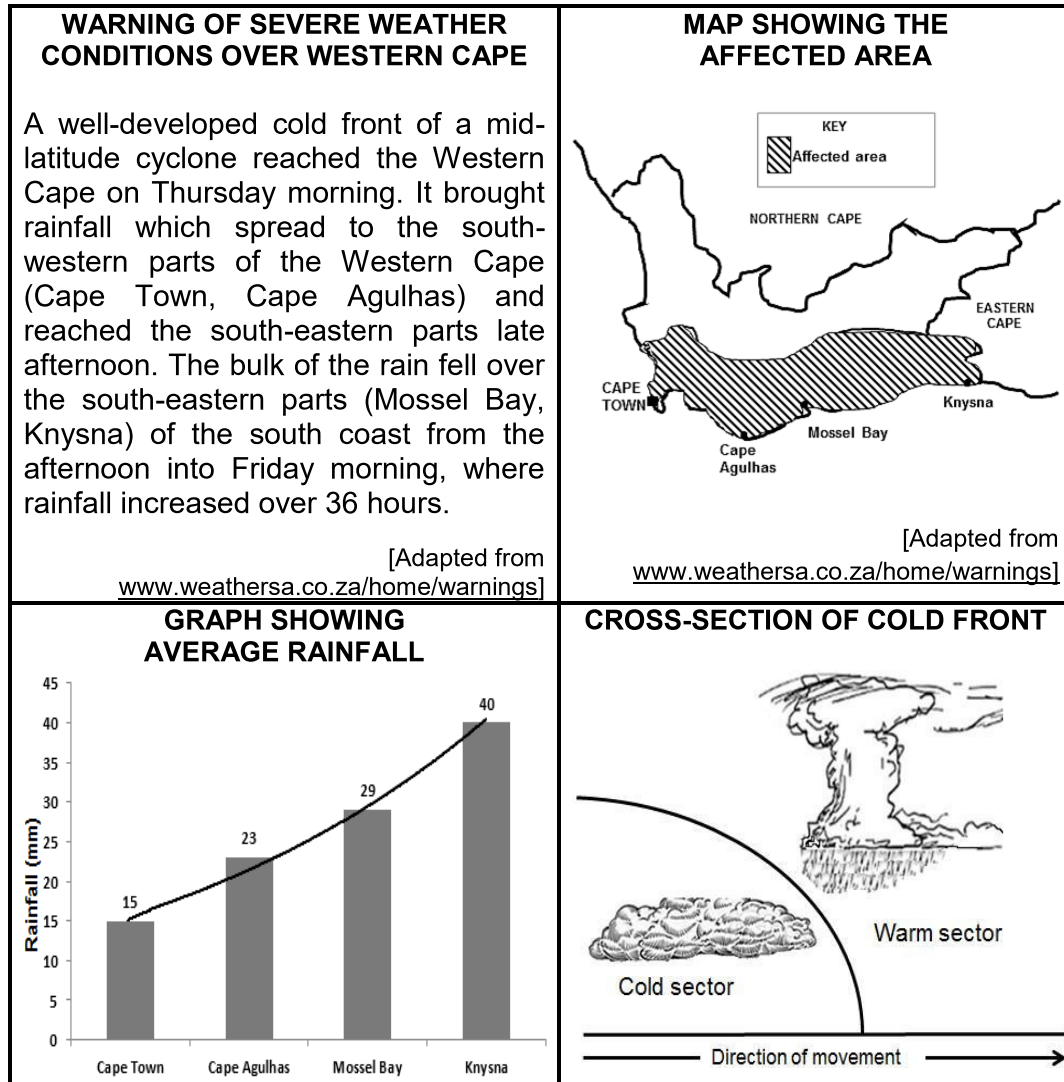 WARNING OF SEVERE WEATHER
CONDITIONS OVER WESTERN CAPE
A well-developed cold front of a mid-
latitude cyclone reached the Western
Cape on Thursday morning. It brought
rainfall which spread to the south-
western parts of the Western Cape
(Cape Town, Cape Agulhas) and
reached the south-eastern parts late
afternoon. The bulk of the rain fell over
the south-eastern parts (Mossel Bay,
Knysna) of the south coast from the
afternoon into Friday morning, where
rainfall increased over 36 hours.
[Adapted from
www.weathersa.co.za/home/warnings]
MAP SHOWING THE
AFFECTED AREA
KEY
Affected area
NORTHERN CAPE
EASTERN
CAPE
CAPE
TOWN
Knysna
Mossel Bay
Cape
Agulhas
[Adapted from
www.weathersa.co.za/home/warnings]
GRAPH SHOWING
AVERAGE RAINFALL
Rainfall (mm)
45
40
35
30
25
20
15
10
5
0
15
23
29
40
Cape Town
Cape Agulhas
Mossel Bay
Knysna
CROSS-SECTION OF COLD FRONT
Warm sector
Cold sector
Direction of movement